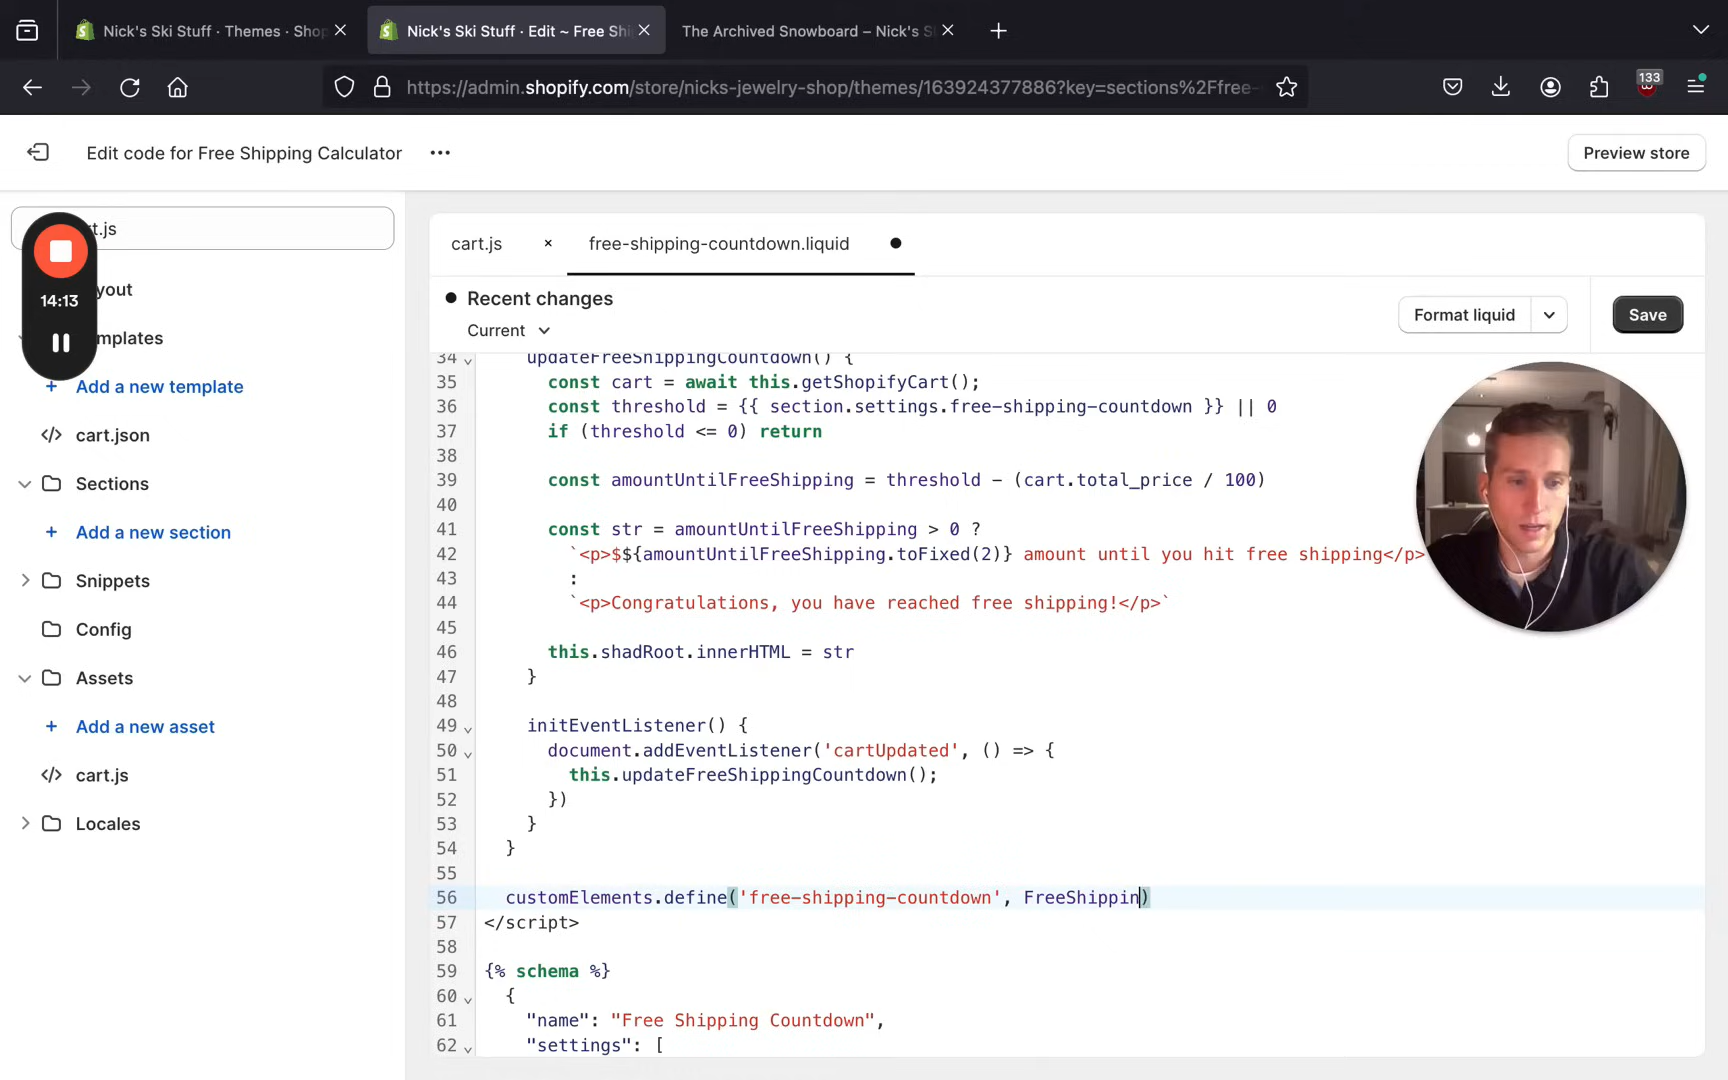 Nick's Ski Stuff · Themes · Shop
Nick's Ski Stuff · Edit ~ Free Shi
The Archived Snowboard – Nick's S
https://admin.shopify.com/store/nicks-jewelry-shop/themes/163924377886?key=sections%2Ffree-
133
Edit code for Free Shipping Calculator
Preview store
rt.js
14:13
yout
mplates
+ Add a new template
</> cart.json
Sections
+ Add a new section
Snippets
Config
Assets
+ Add a new asset
</> cart.js
Locales
cart.js ×
free-shipping-countdown.liquid
Recent changes
Current
Format liquid
Save
34 updateFreeShippingCountdown() {
35 const cart = await this.getShopifyCart();
36 const threshold = {{ section.settings.free-shipping-countdown }} || 0
37 if (threshold <= 0) return
38
39 const amountUntilFreeShipping = threshold - (cart.total_price / 100)
40
41 const str = amountUntilFreeShipping > 0 ?
42 `<p>$${amountUntilFreeShipping.toFixed(2)} amount until you hit free shipping</p>
43 :
44 `<p>Congratulations, you have reached free shipping!</p>`
45
46 this.shadRoot.innerHTML = str
47 }
48
49 initEventListener() {
50 document.addEventListener('cartUpdated', () => {
51 this.updateFreeShippingCountdown();
52 })
53 }
54 }
55
56 customElements.define('free-shipping-countdown', FreeShippin)
57 </script>
58
59 {% schema %}
60 {
61 "name": "Free Shipping Countdown",
62 "settings": [